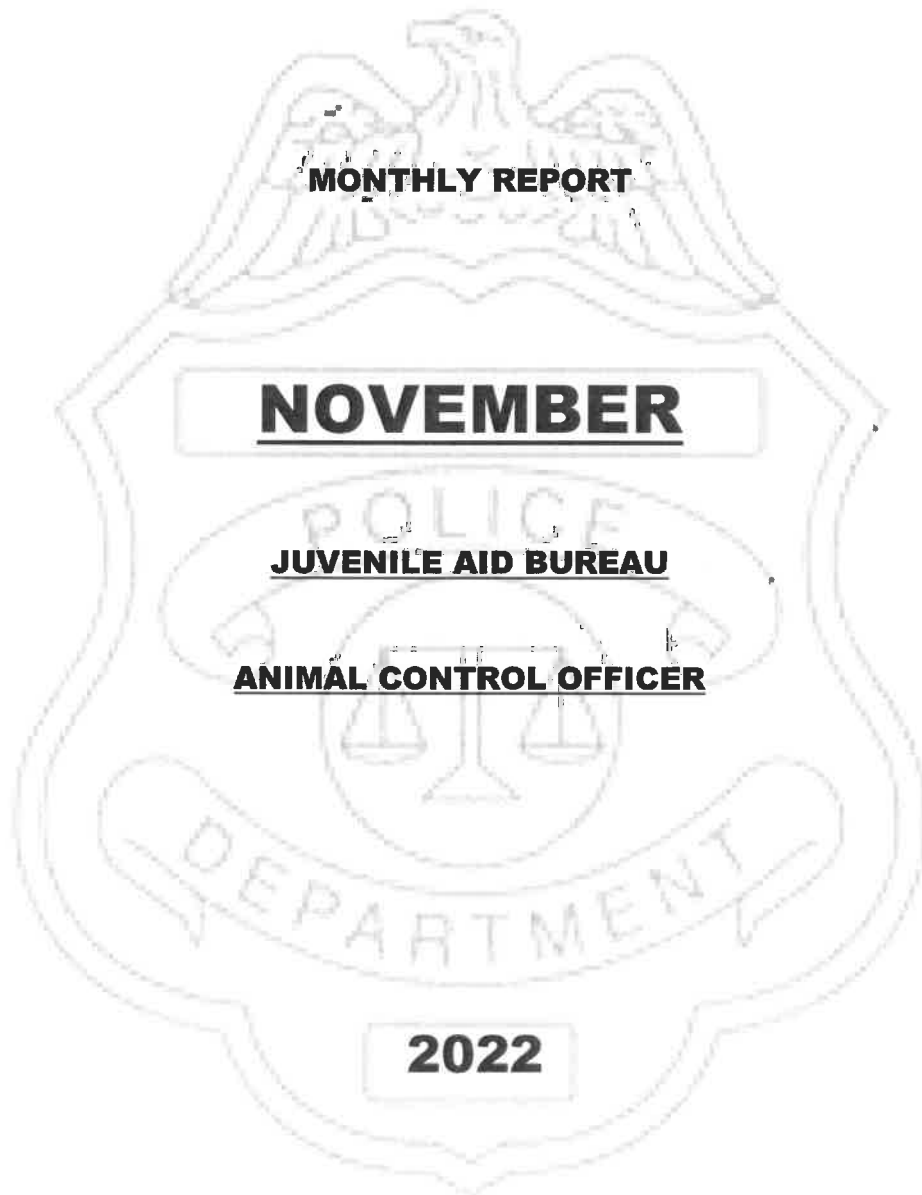 MONTHLY REPORT
NOVEMBER
POLICE
JUVENILE AID BUREAU
ANIMAL CONTROL OFFICER
DEPARTMENT
2022